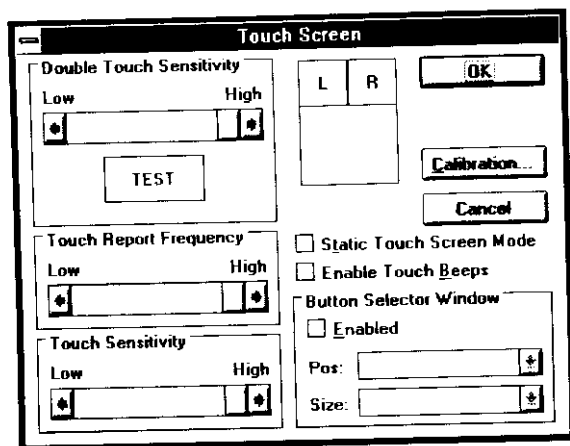 Touch Screen
Double Touch Sensitivity
Low High
TEST
L R
OK
Calibration...
Cancel
Touch Report Frequency
Low High
Static Touch Screen Mode
Enable Touch Beeps
Touch Sensitivity
Low High
Button Selector Window
Enabled
Pos:
Size: